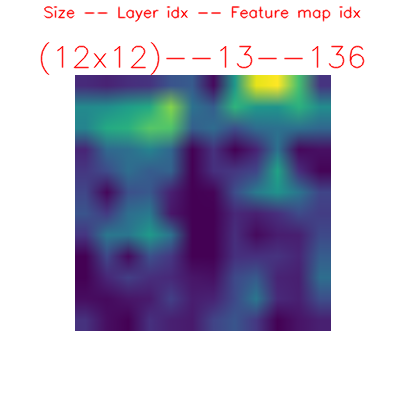 Size -- Layer idx -- Feature map idx
(12x12)--13--136